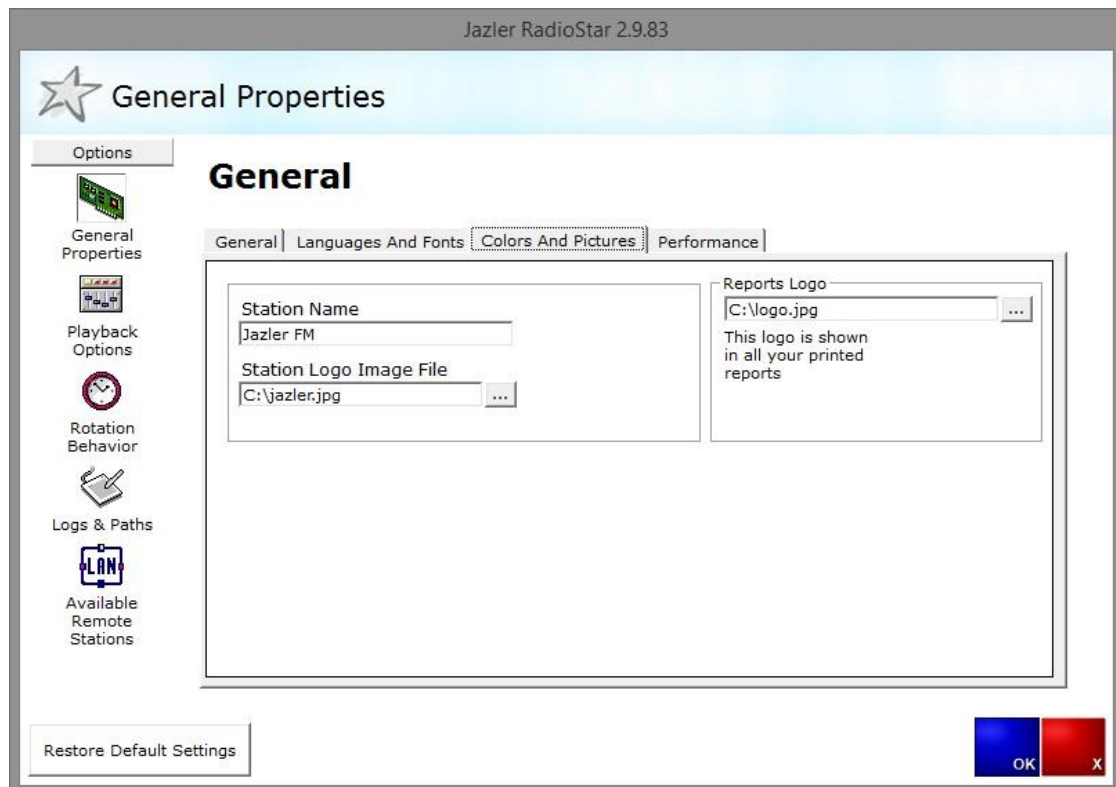 Jazler RadioStar 2.9.83
General Properties
Options
General
Properties
Playback
Options
Rotation
Behavior
Logs & Paths
LAN
Available
Remote
Stations
General
General
Languages And Fonts
Colors And Pictures
Performance
Station Name
Jazler FM
Station Logo Image File
C:\jazler.jpg
...
Reports Logo
C:\logo.jpg
...
This logo is shown
in all your printed
reports
Restore Default Settings
OK
X